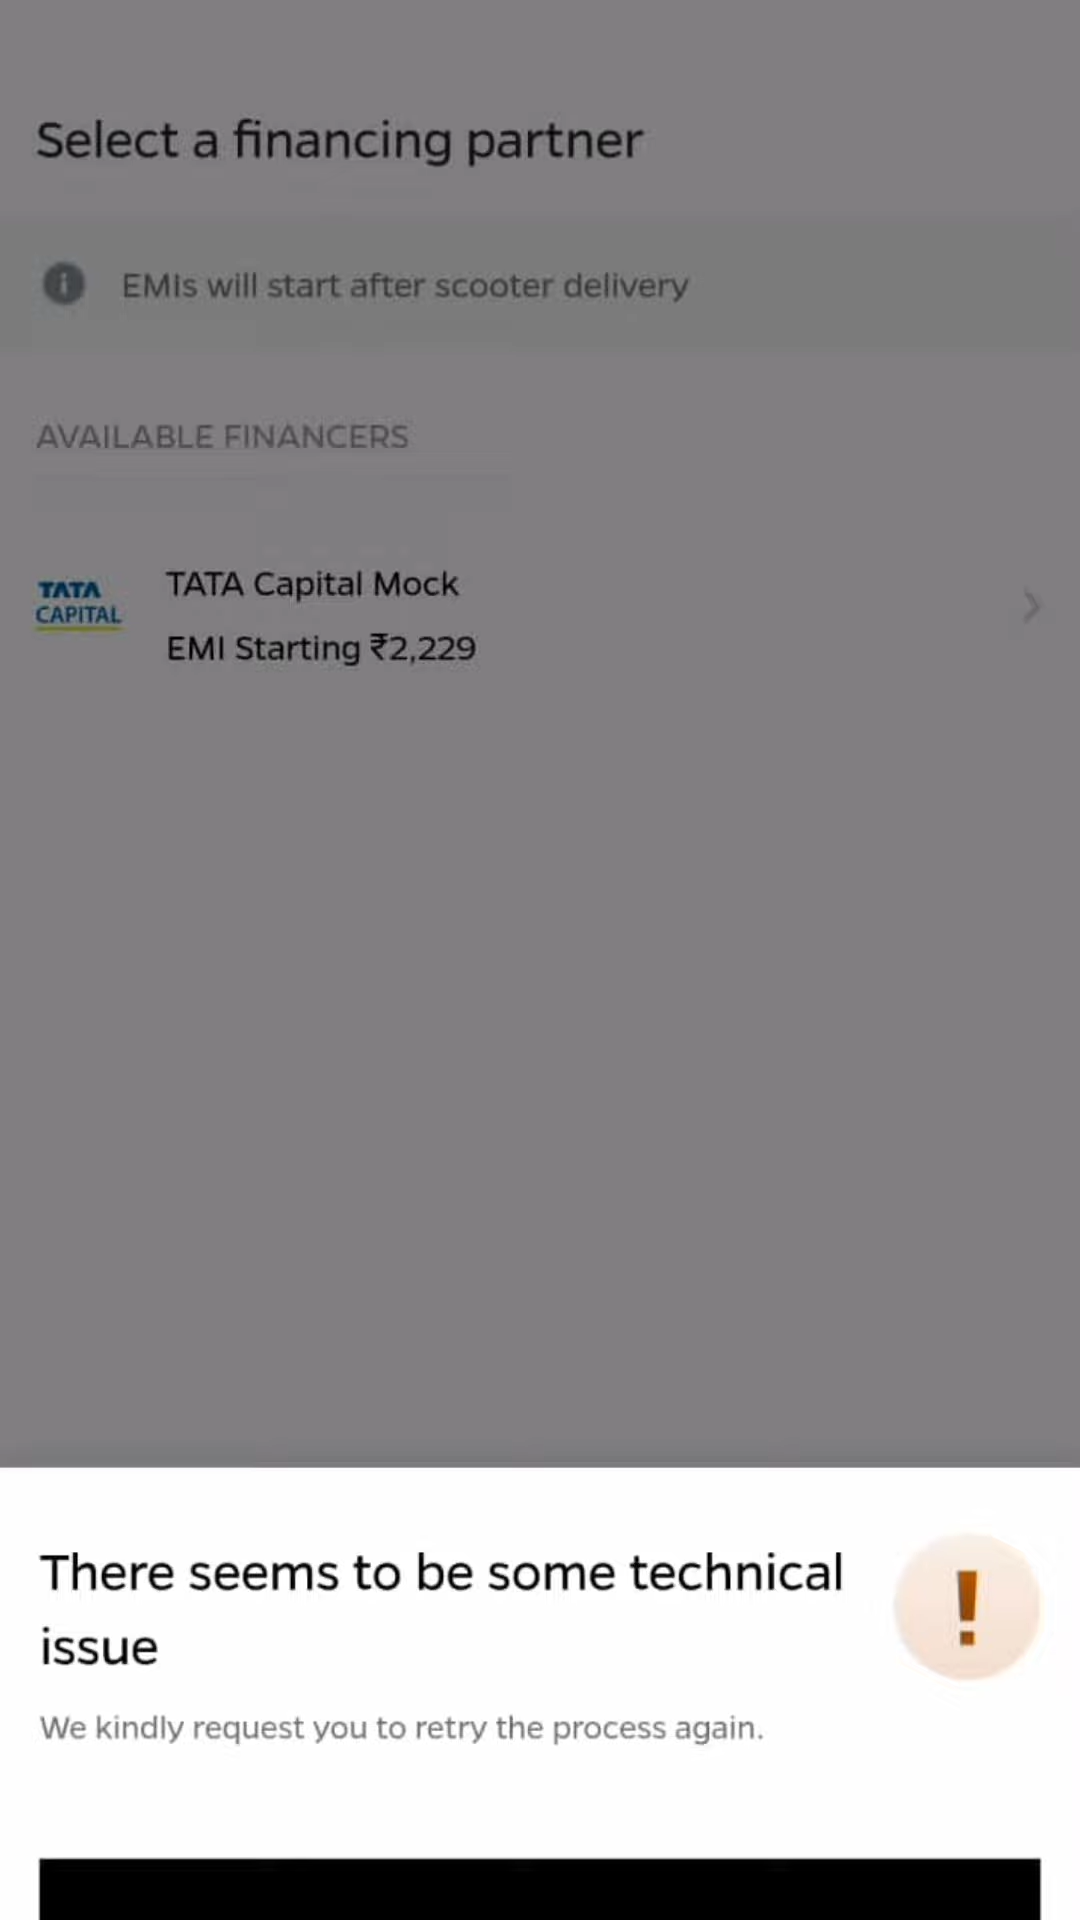 Select a financing partner
EMIs will start after scooter delivery
AVAILABLE FINANCERS
TATA
CAPITAL
TATA Capital Mock
EMI Starting ₹2,229
There seems to be some technical
issue
We kindly request you to retry the process again.